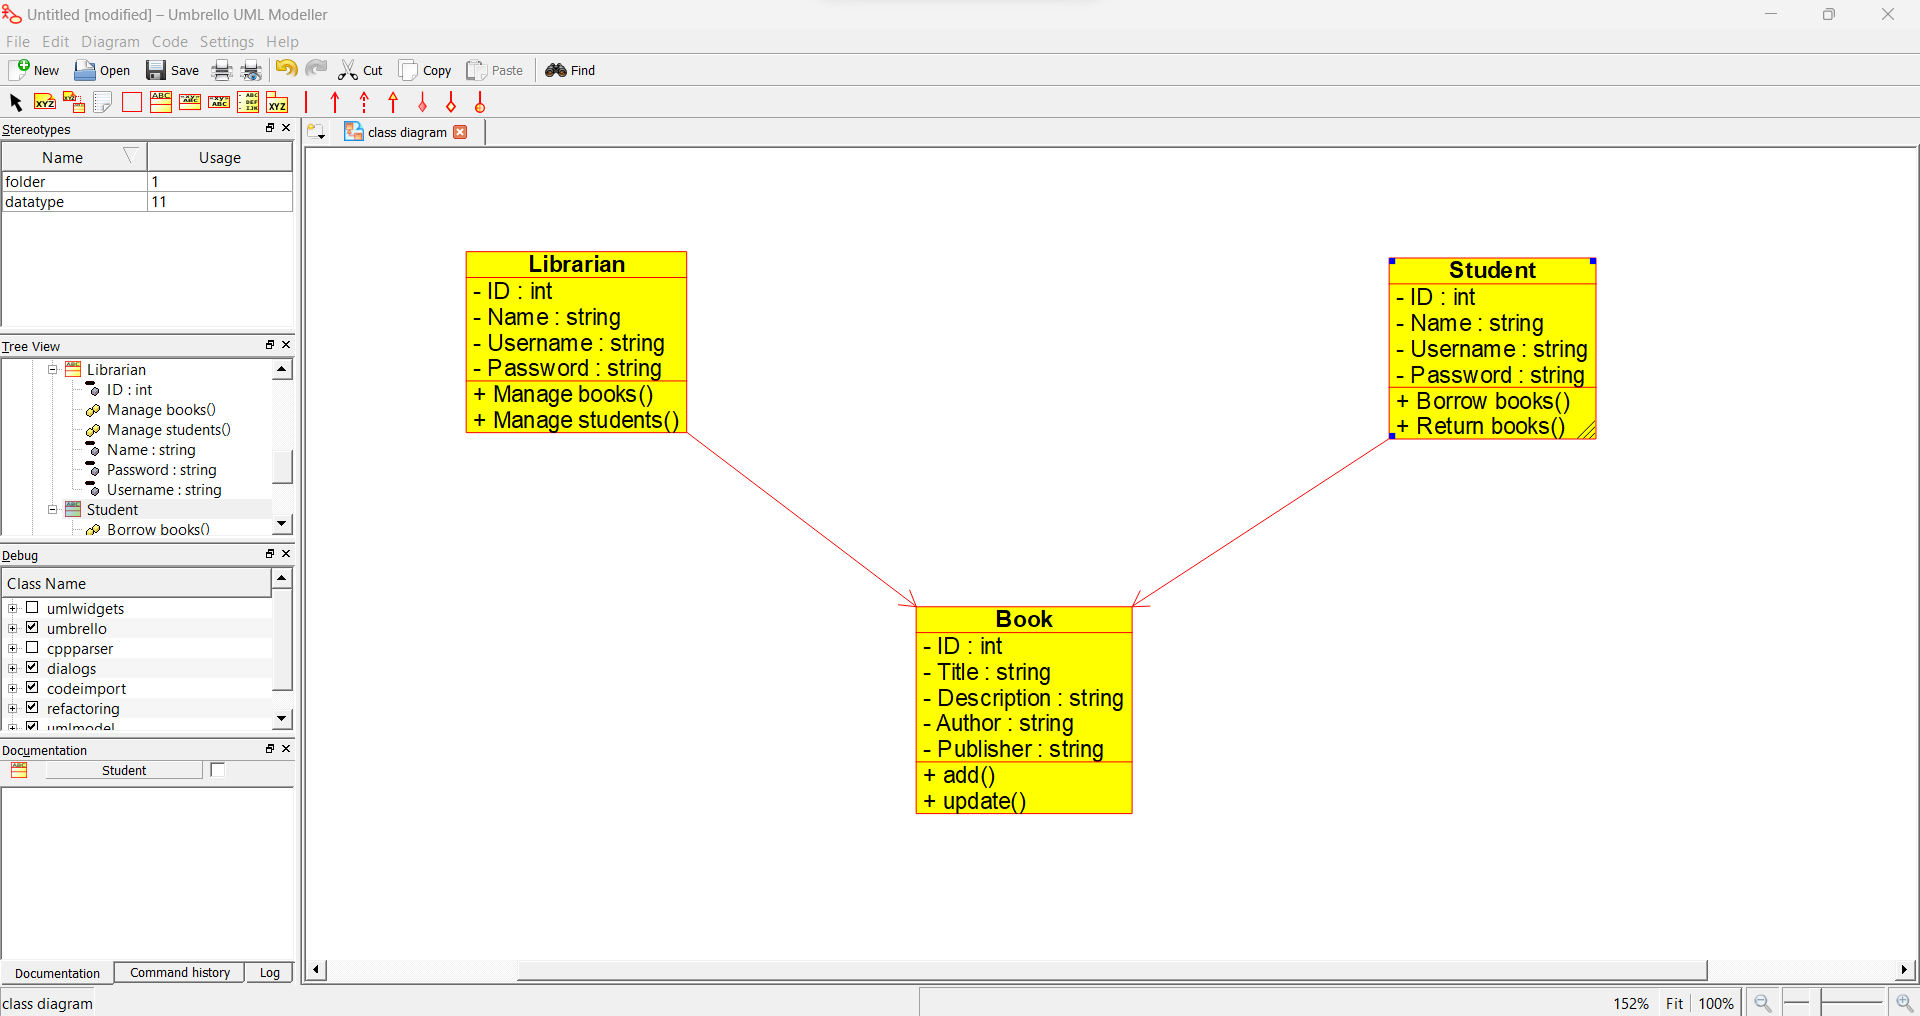 Untitled [modified] – Umbrello UML Modeller
File Edit Diagram Code Settings Help
New Open Save Cut Copy Paste Find
Stereotypes
Name Usage
folder 1
datatype 11
Tree View
Librarian
ID : int
Manage books()
Manage students()
Name : string
Password : string
Username : string
Student
Borrow books()
Debug
Class Name
umlwidgets
umbrello
cppparser
dialogs
codeimport
refactoring
umlmodel
Documentation
Student
Documentation Command history Log
class diagram
class diagram
Librarian
- ID : int
- Name : string
- Username : string
- Password : string
+ Manage books()
+ Manage students()
Student
- ID : int
- Name : string
- Username : string
- Password : string
+ Borrow books()
+ Return books()
Book
- ID : int
- Title : string
- Description : string
- Author : string
- Publisher : string
+ add()
+ update()
152% Fit 100%